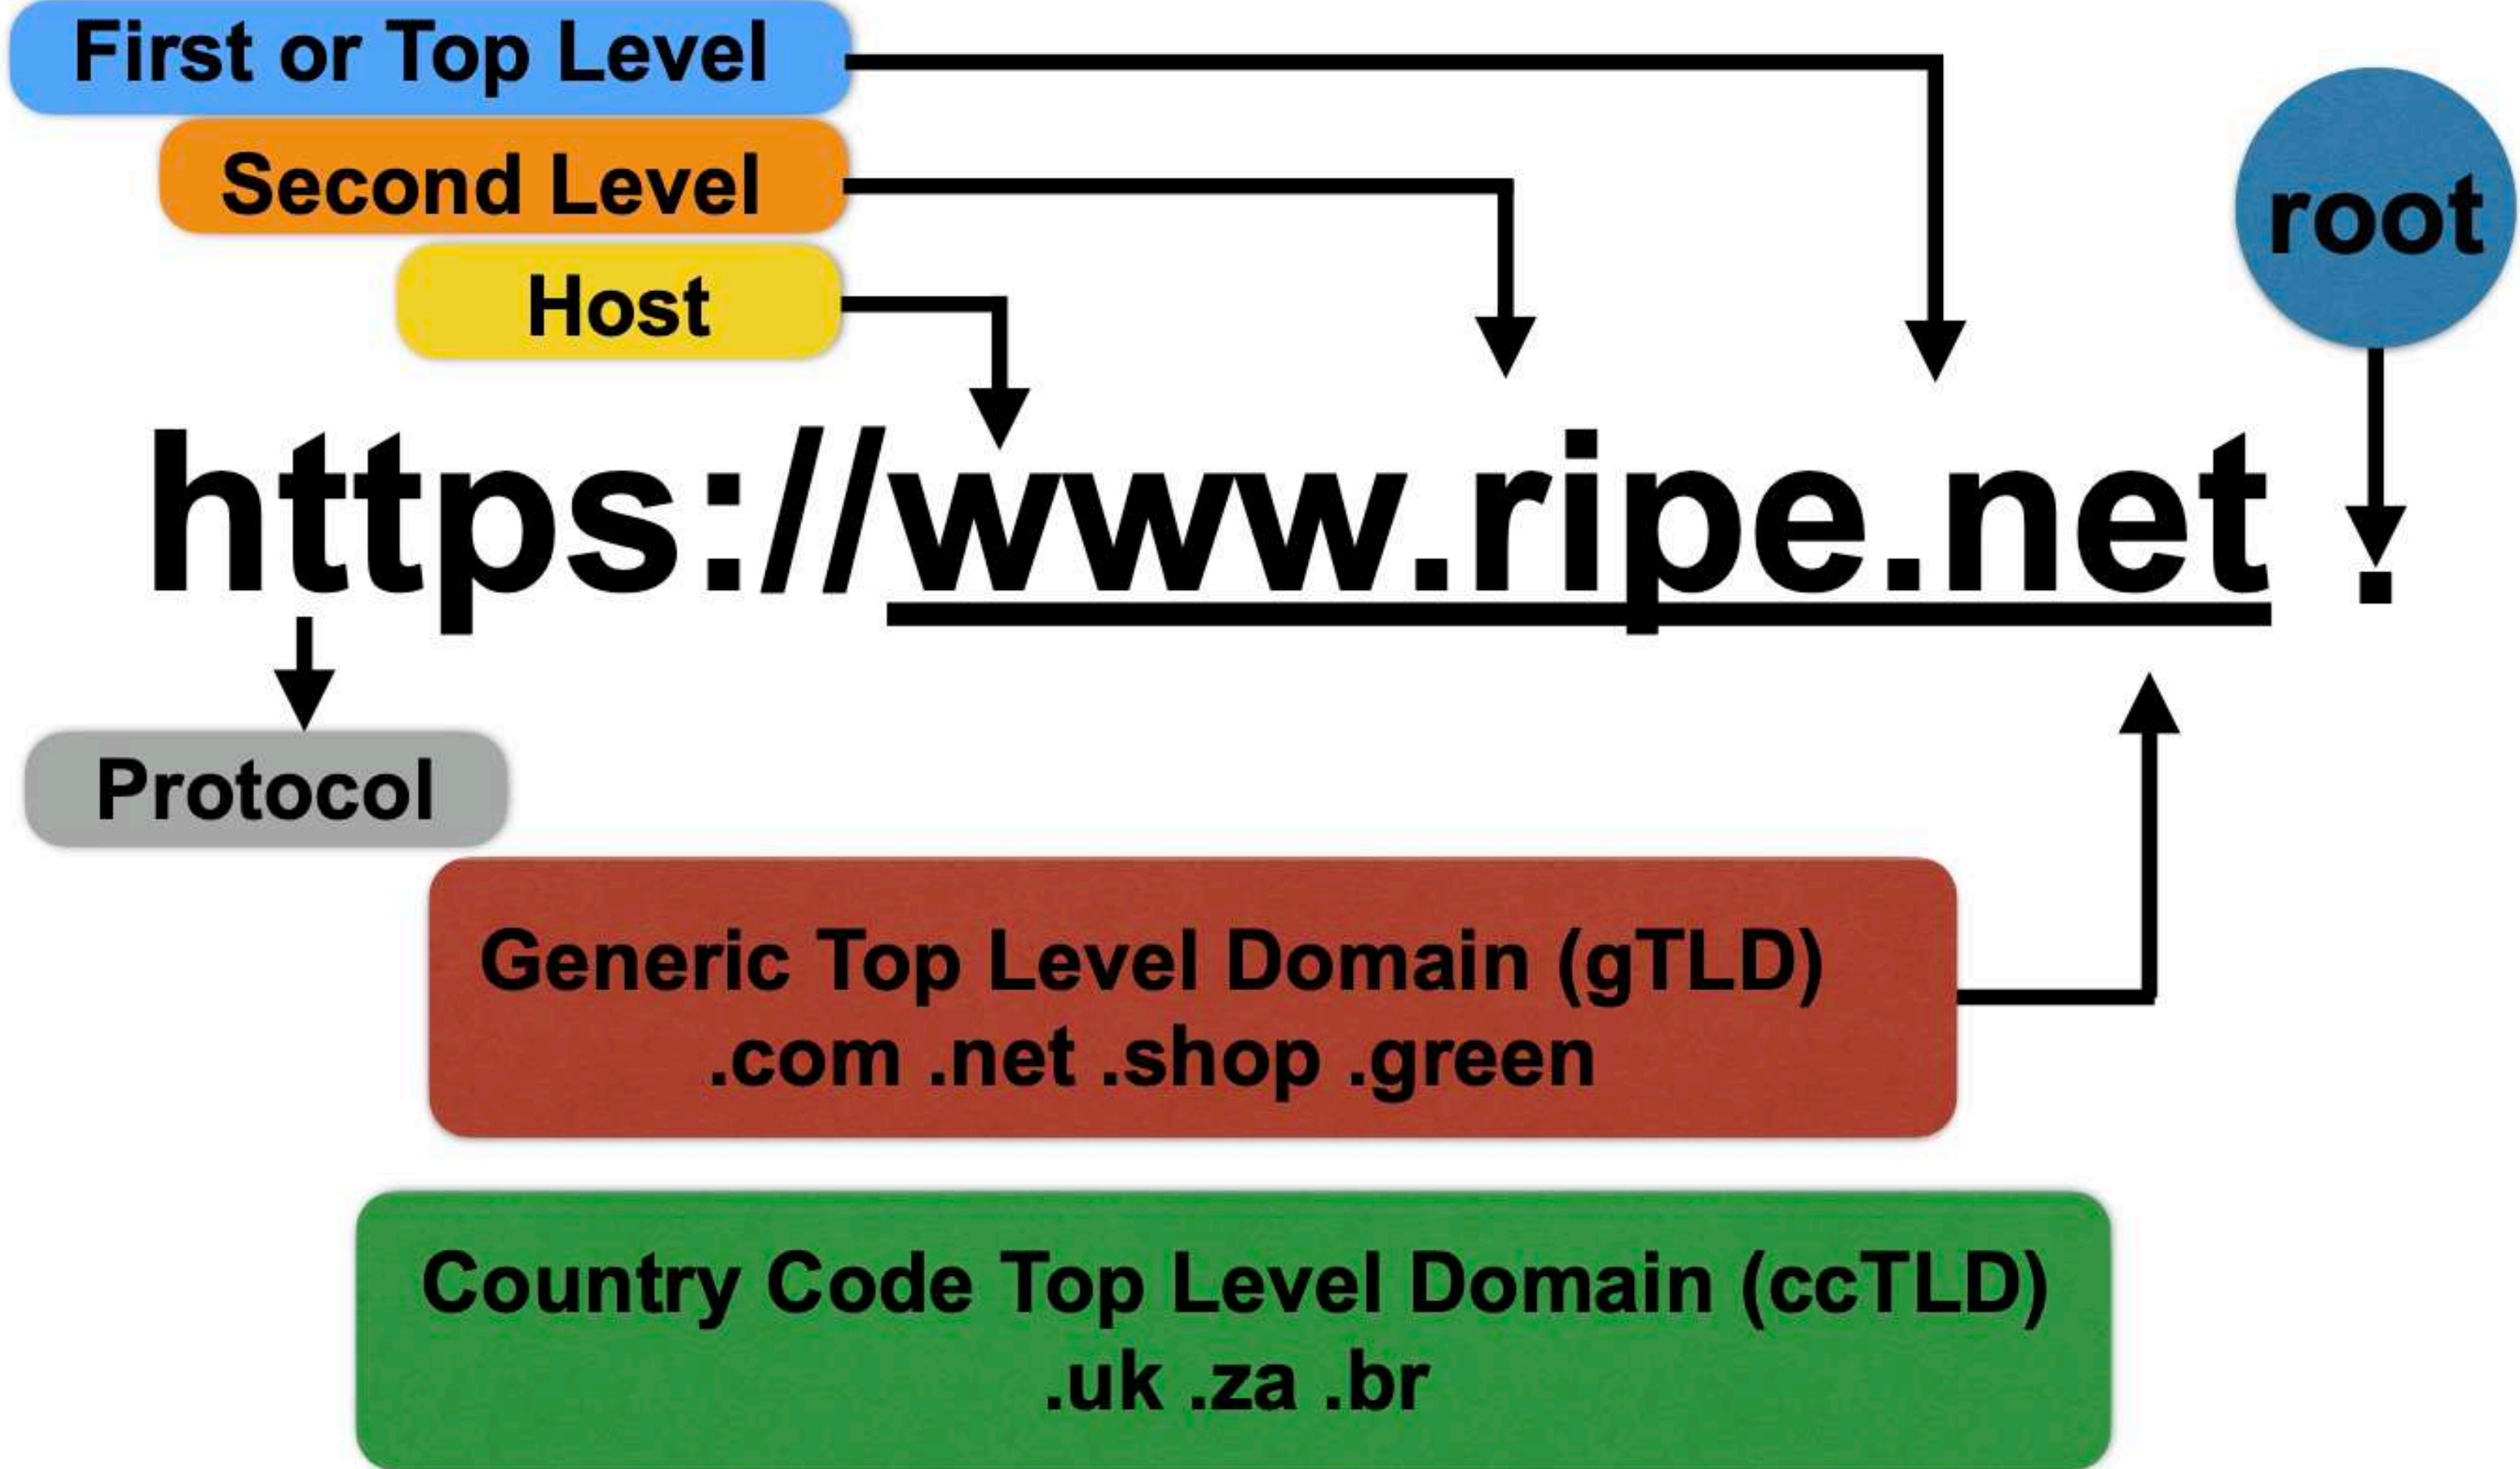 First or Top Level
Second Level
root
Host
https://www.ripe.net .
Protocol
Generic Top Level Domain (gTLD)
.com .net .shop .green
Country Code Top Level Domain (ccTLD)
.uk .za .br